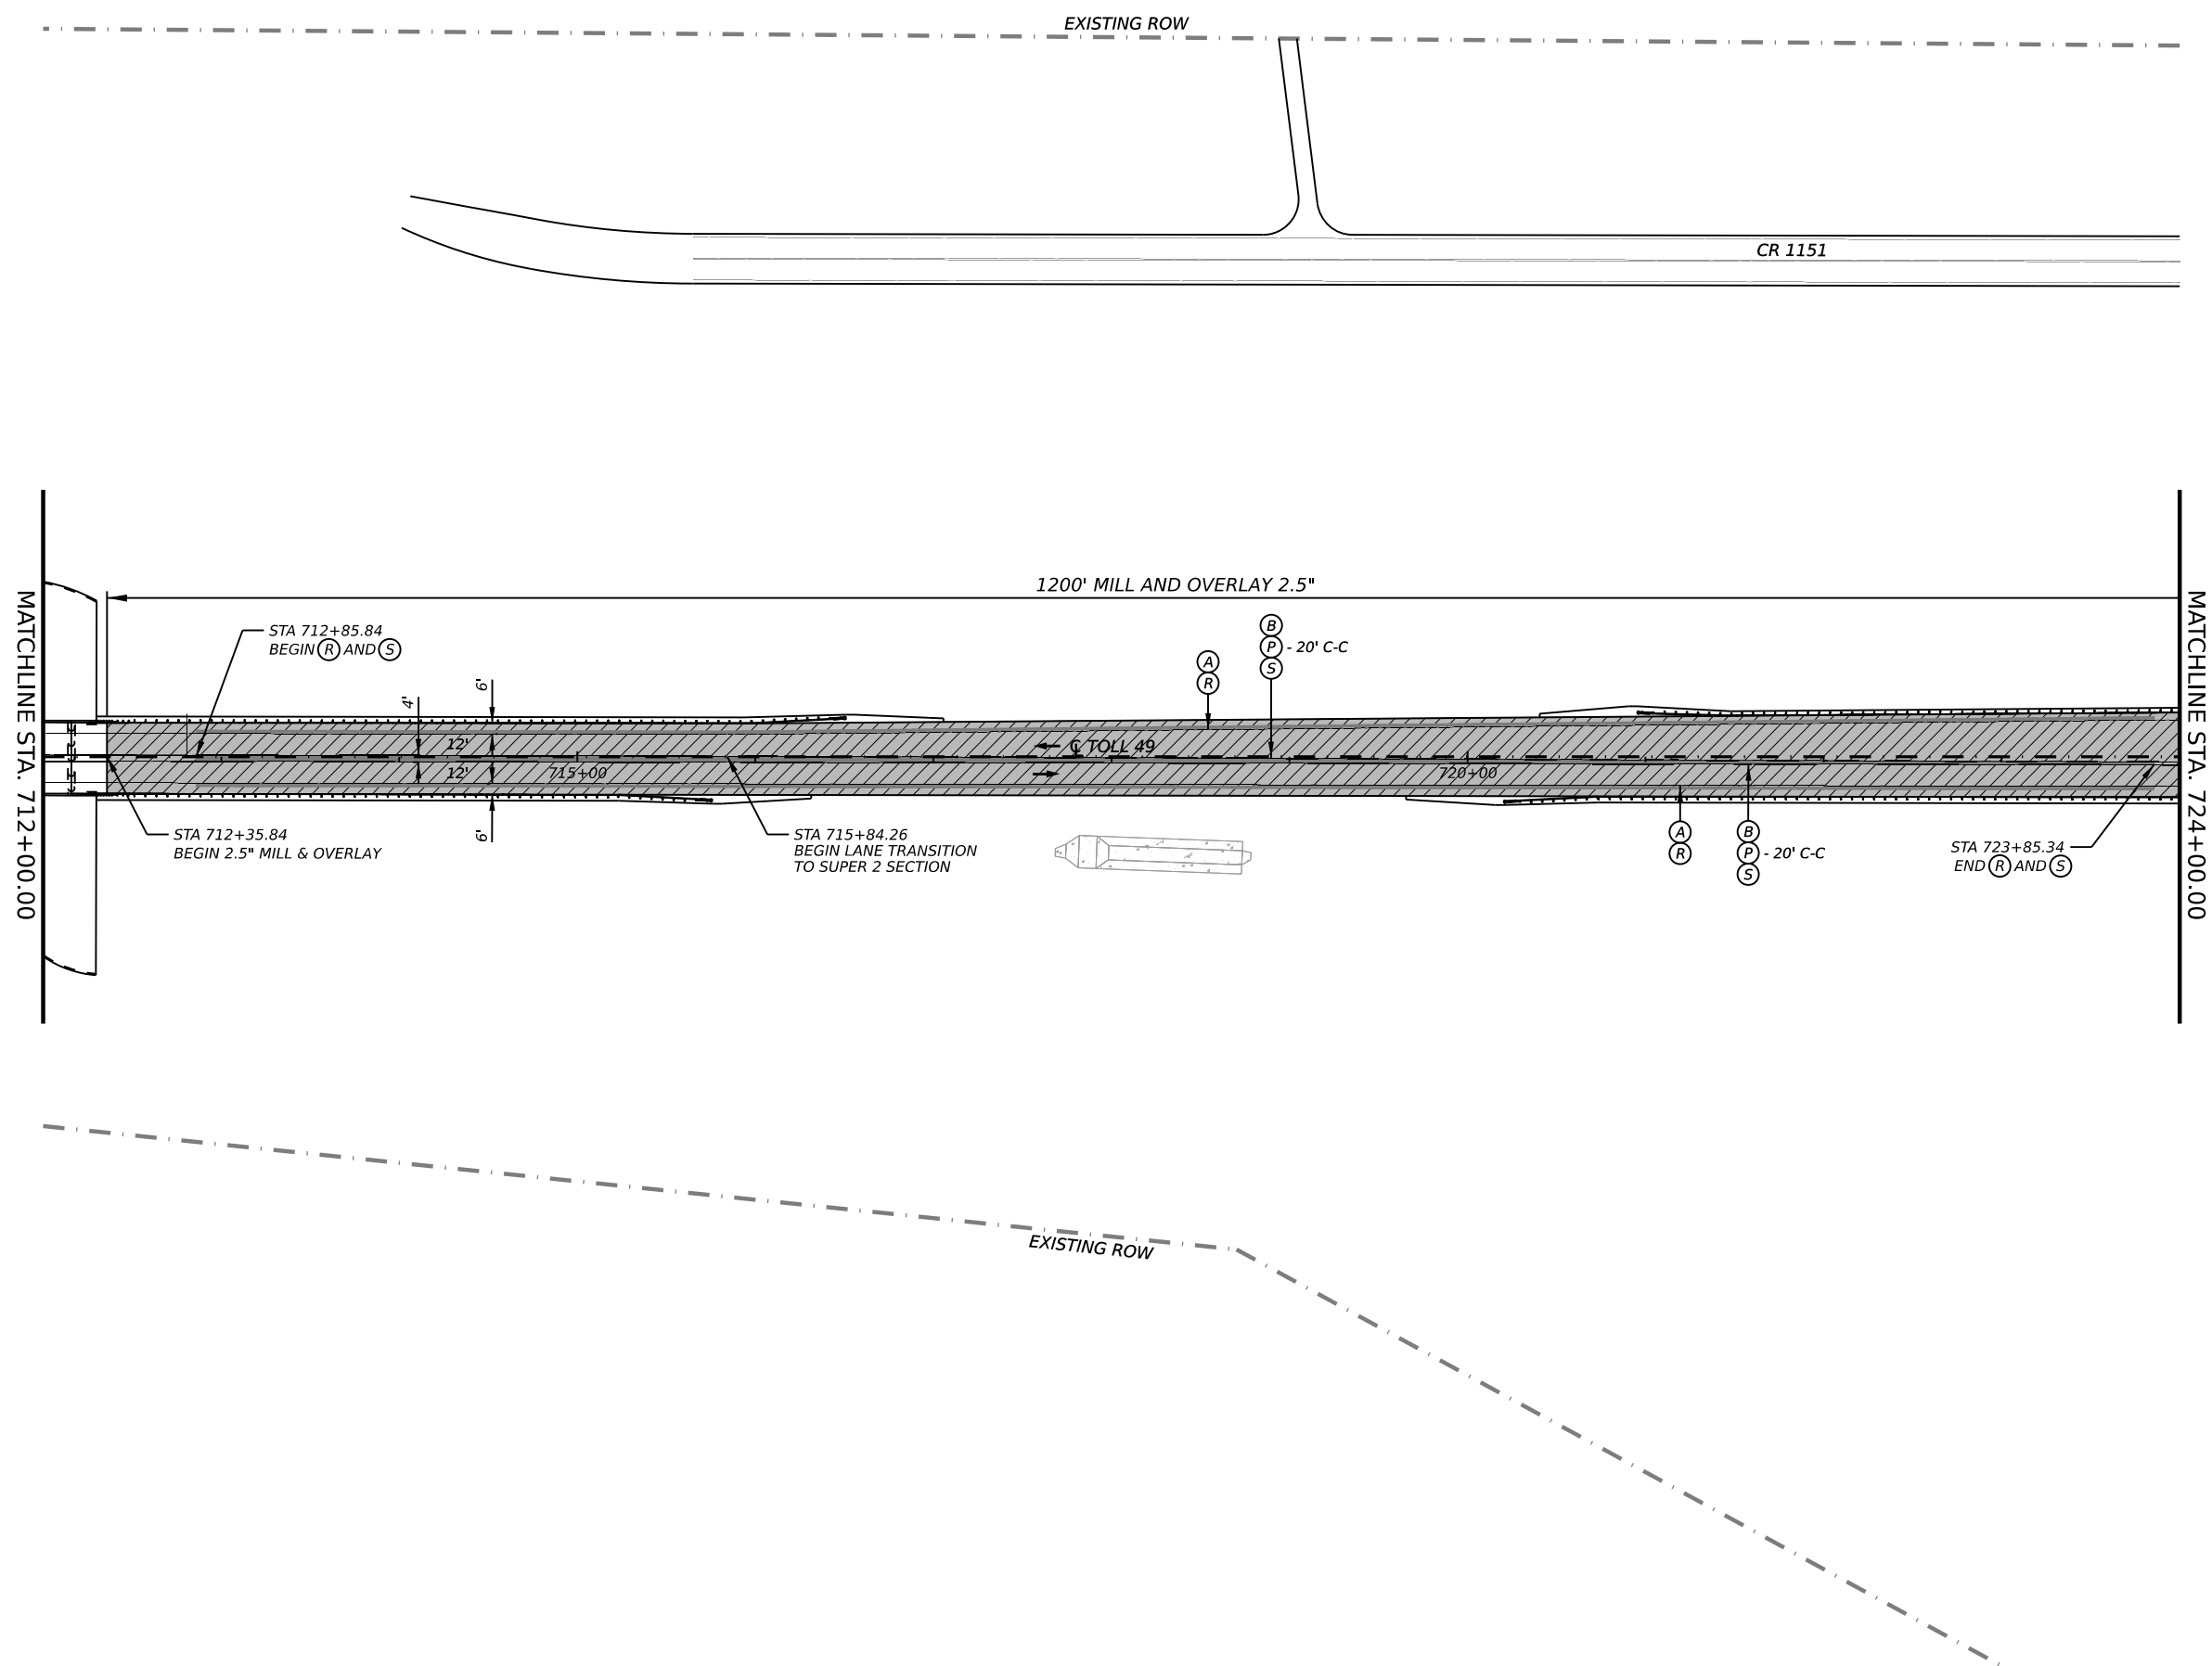 EXISTING ROW
CR 1151
MATCHLINE STA. 712+00.00
MATCHLINE STA. 724+00.00
1200' MILL AND OVERLAY 2.5"
STA 712+85.84
BEGIN R AND S
B
P - 20' C-C
S
A
R
6'
4'
12'
℄ TOLL 49
12'
715+00
720+00
6'
STA 712+35.84
BEGIN 2.5" MILL & OVERLAY
STA 715+84.26
BEGIN LANE TRANSITION
TO SUPER 2 SECTION
A
R
B
P - 20' C-C
S
STA 723+85.34
END R AND S
EXISTING ROW